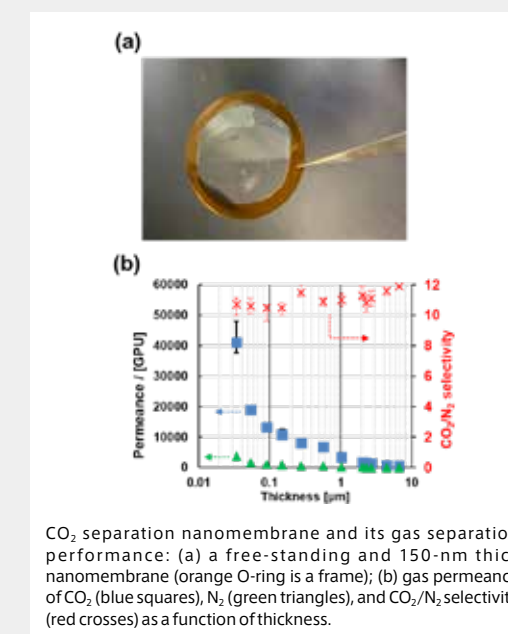 (a)
(b)
60000
50000
40000
30000
20000
10000
0
Permeance / [GPU]
12
10
8
6
4
2
0
CO₂/N₂ selectivity
0.01
0.1
1
10
Thickness [μm]
CO₂ separation nanomembrane and its gas separatio
performance: (a) a free-standing and 150-nm thic
nanomembrane (orange O-ring is a frame); (b) gas permeanc
of CO₂ (blue squares), N₂ (green triangles), and CO₂/N₂ selectivit
(red crosses) as a function of thickness.